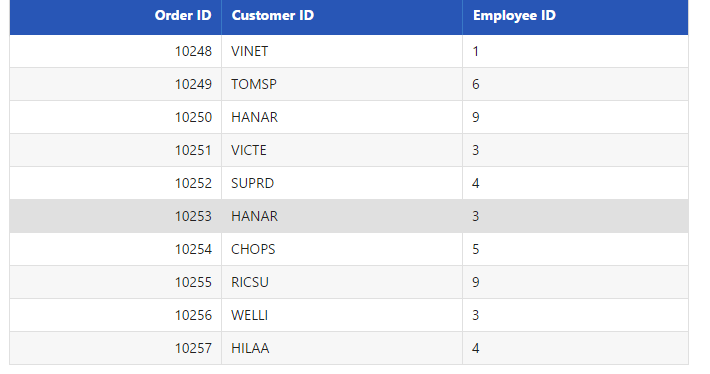 Order ID Customer ID Employee ID
10248 VINET 1
10249 TOMSP 6
10250 HANAR 9
10251 VICTE 3
10252 SUPRD 4
10253 HANAR 3
10254 CHOPS 5
10255 RICSU 9
10256 WELLI 3
10257 HILAA 4